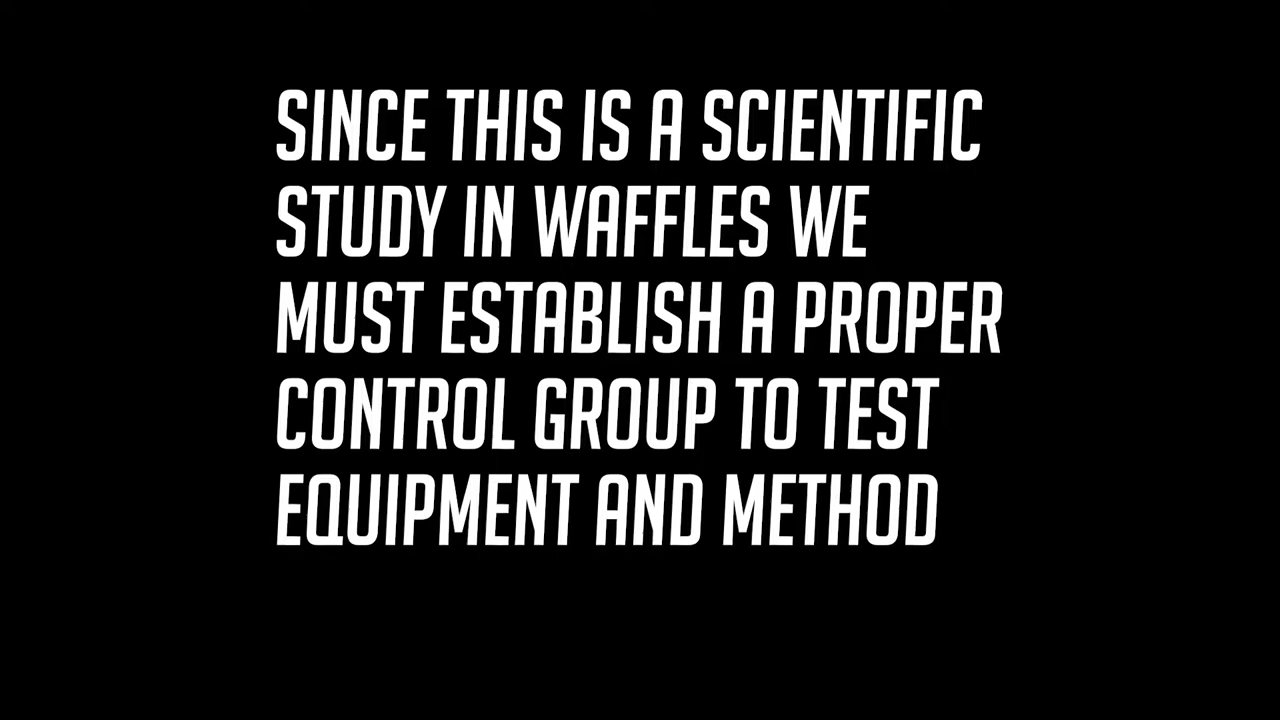 SINCE THIS IS A SCIENTIFIC
STUDY IN WAFFLES WE
MUST ESTABLISH A PROPER
CONTROL GROUP TO TEST
EQUIPMENT AND METHOD